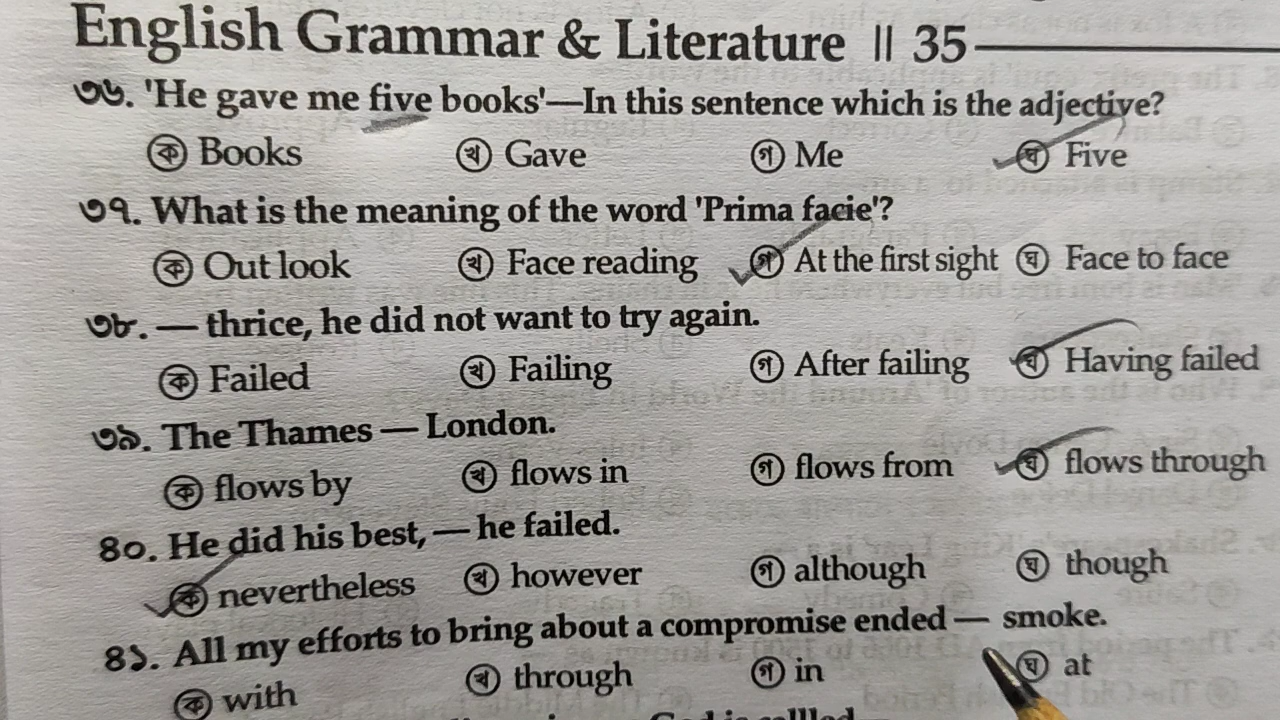 English Grammar & Literature || 35
৩৬. 'He gave me five books'—In this sentence which is the adjective?
ক Books খ Gave গ Me ঘ Five
৩৭. What is the meaning of the word 'Prima facie'?
ক Out look খ Face reading গ At the first sight ঘ Face to face
৩৮. — thrice, he did not want to try again.
ক Failed খ Failing গ After failing ঘ Having failed
৩৯. The Thames — London.
ক flows by খ flows in গ flows from ঘ flows through
৪০. He did his best, — he failed.
ক nevertheless খ however গ although ঘ though
৪১. All my efforts to bring about a compromise ended — smoke.
ক with খ through গ in ঘ at